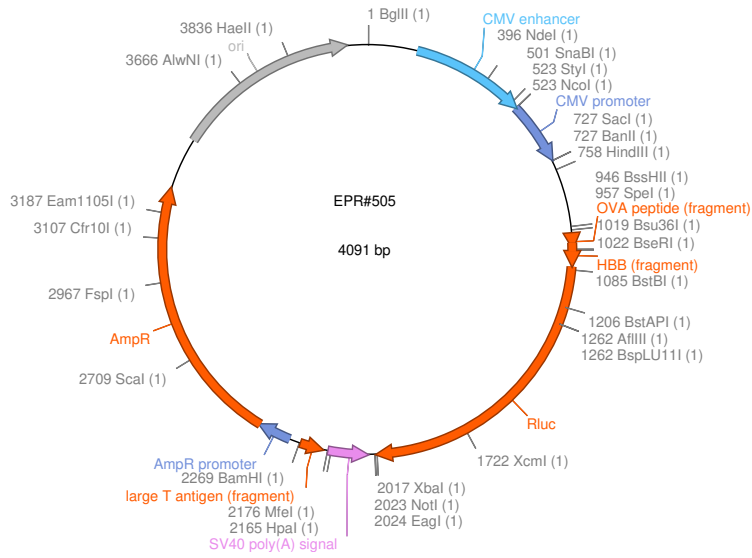 1 BglII (1)
CMV enhancer
396 NdeI (1)
501 SnaBI (1)
523 StyI (1)
523 NcoI (1)
CMV promoter
727 SacI (1)
727 BanII (1)
758 HindIII (1)
946 BssHII (1)
957 SpeI (1)
OVA peptide (fragment)
1019 Bsu36I (1)
1022 BseRI (1)
HBB (fragment)
1085 BstBI (1)
1206 BstAPI (1)
1262 AflIII (1)
1262 BspLU11I (1)
Rluc
1722 XcmI (1)
2017 XbaI (1)
2023 NotI (1)
2024 EagI (1)
SV40 poly(A) signal
2165 HpaI (1)
2176 MfeI (1)
large T antigen (fragment)
2269 BamHI (1)
AmpR promoter
2709 ScaI (1)
AmpR
2967 FspI (1)
3107 Cfr10I (1)
3187 Eam1105I (1)
3666 AlwNI (1)
ori
3836 HaeII (1)
EPR#505
4091 bp